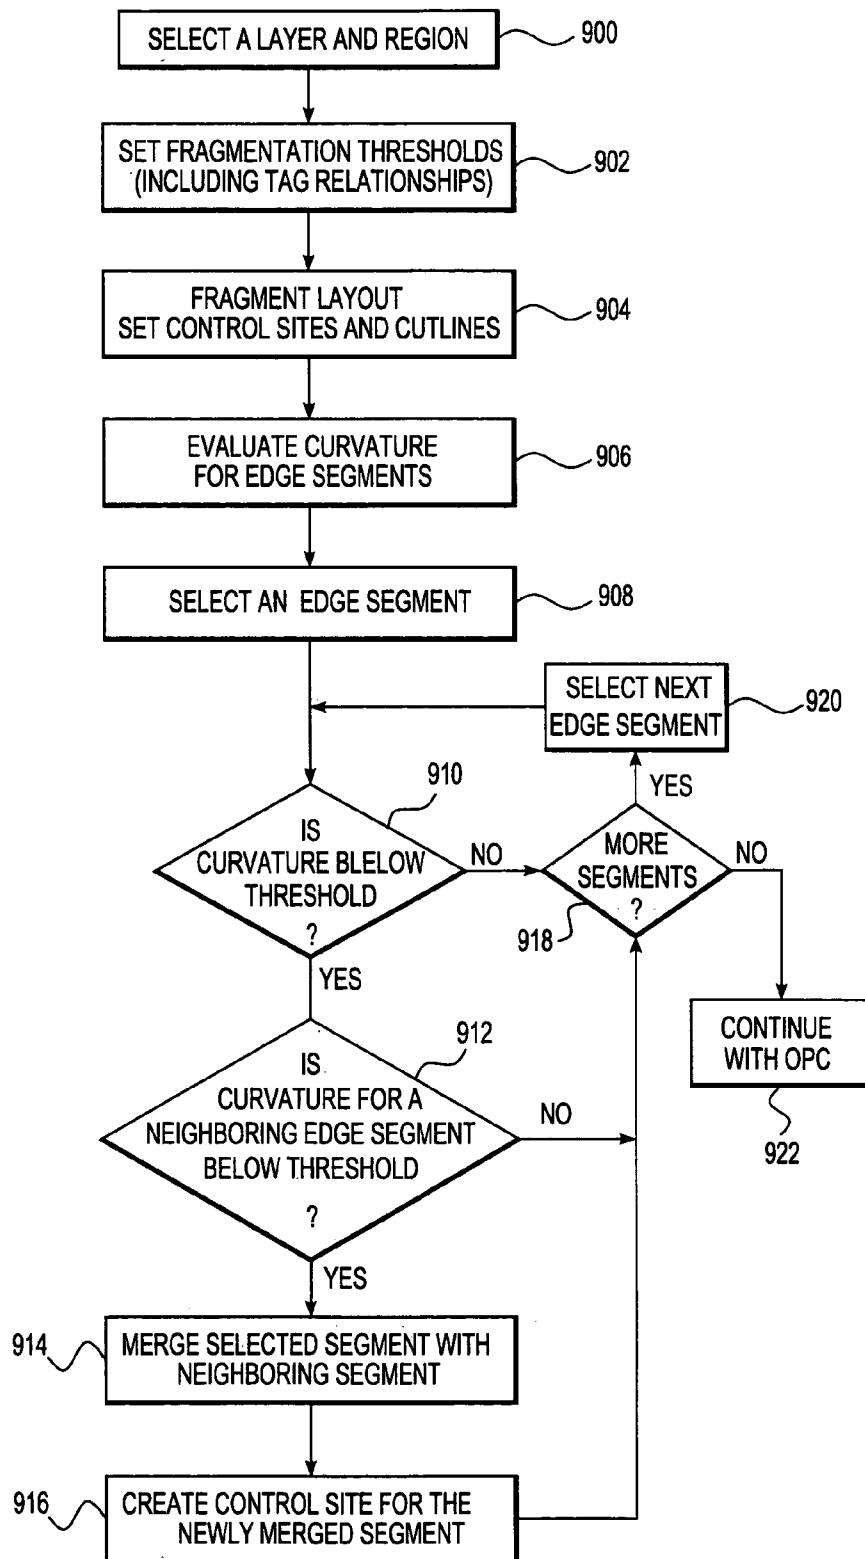 SELECT A LAYER AND REGION
900
SET FRAGMENTATION THRESHOLDS
(INCLUDING TAG RELATIONSHIPS)
902
FRAGMENT LAYOUT
SET CONTROL SITES AND CUTLINES
904
EVALUATE CURVATURE
FOR EDGE SEGMENTS
906
SELECT AN EDGE SEGMENT
908
SELECT NEXT
EDGE SEGMENT
920
YES
910
IS
CURVATURE BLELOW
THRESHOLD
?
NO
MORE
SEGMENTS
?
918
NO
YES
CONTINUE
WITH OPC
922
912
IS
CURVATURE FOR A
NEIGHBORING EDGE SEGMENT
BELOW THRESHOLD
?
NO
YES
914
MERGE SELECTED SEGMENT WITH
NEIGHBORING SEGMENT
916
CREATE CONTROL SITE FOR THE
NEWLY MERGED SEGMENT